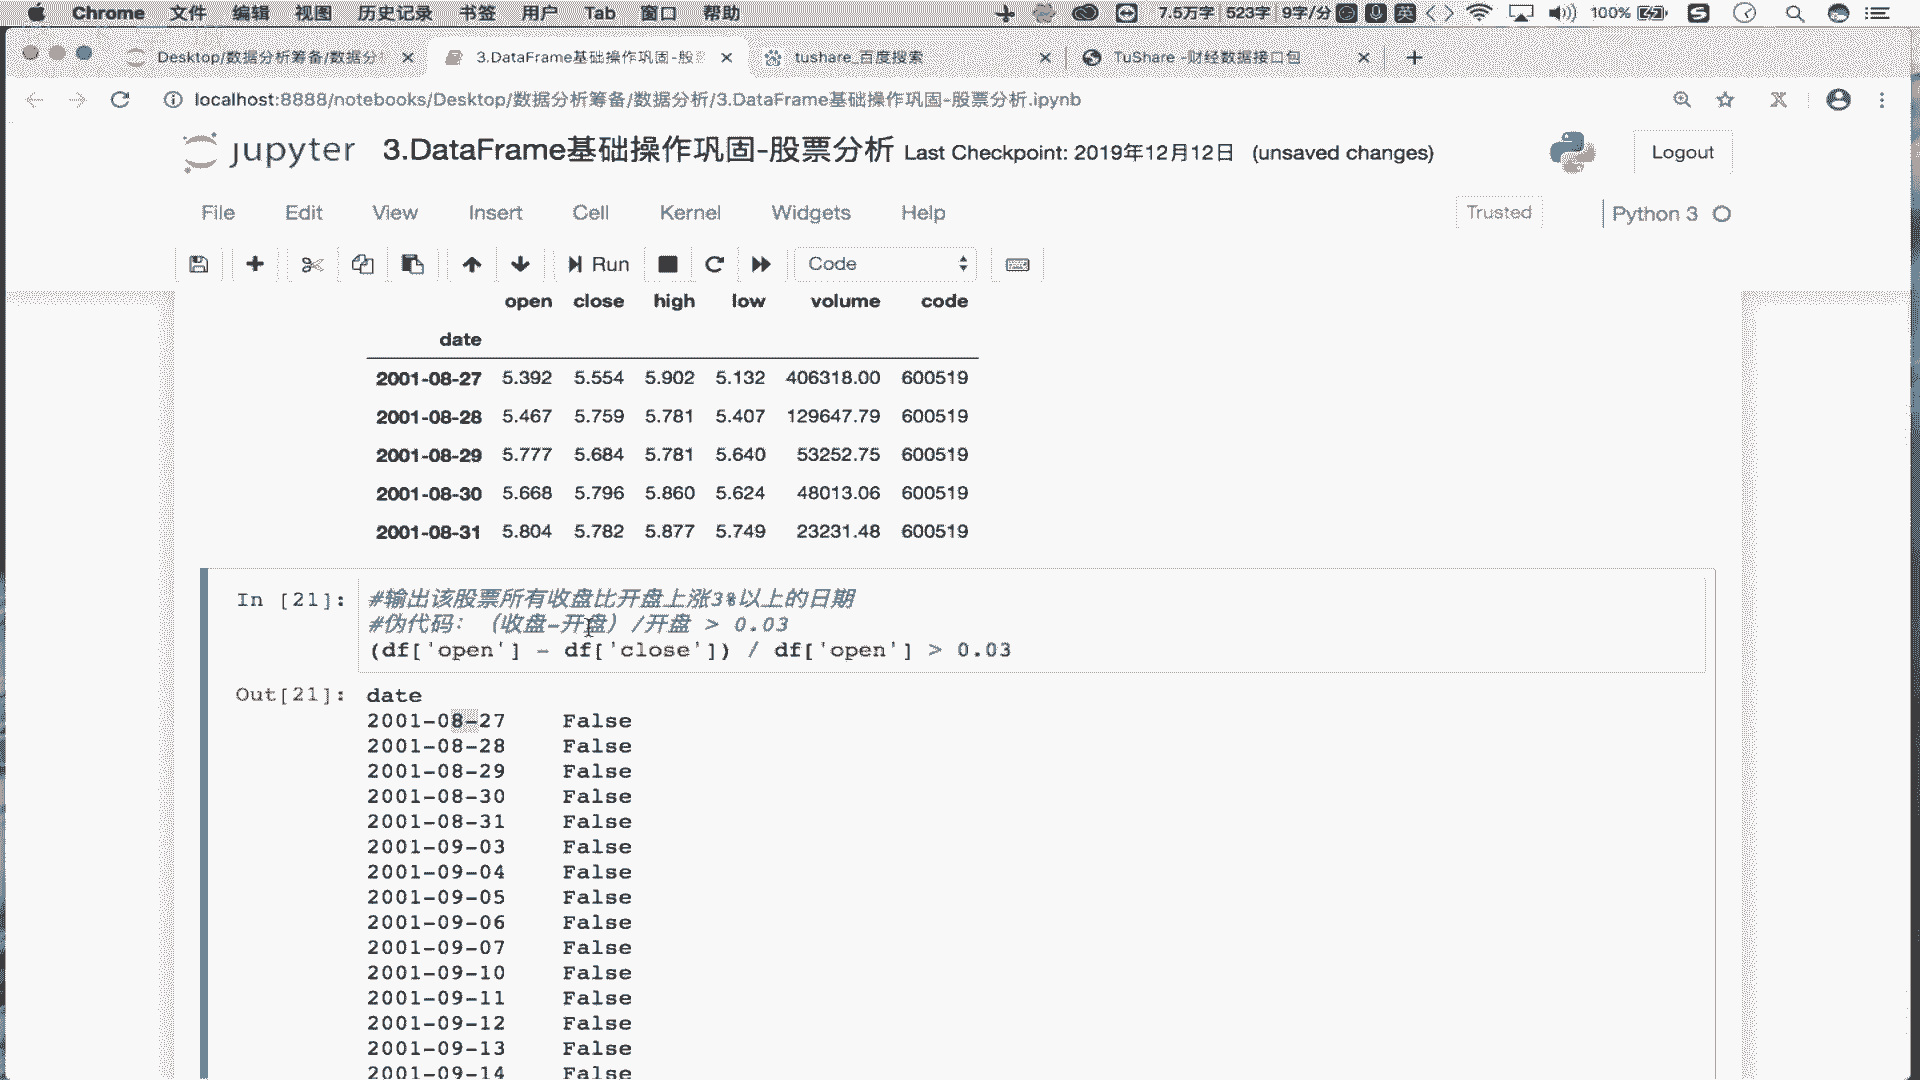 Chrome 文件 编辑 视图 历史记录 书签 用户 Tab 窗口 帮助 7.5万字 523字 9字/分 英 100%
Desktop/数据分析筹备/数据分 3.DataFrame基础操作巩固-股 tushare_百度搜索 TuShare -财经数据接口包
localhost:8888/notebooks/Desktop/数据分析筹备/数据分析/3.DataFrame基础操作巩固-股票分析.ipynb
jupyter 3.DataFrame基础操作巩固-股票分析 Last Checkpoint: 2019年12月12日 (unsaved changes) Logout
File Edit View Insert Cell Kernel Widgets Help Trusted Python 3
Run Code
open close high low volume code
date
2001-08-27 5.392 5.554 5.902 5.132 406318.00 600519
2001-08-28 5.467 5.759 5.781 5.407 129647.79 600519
2001-08-29 5.777 5.684 5.781 5.640 53252.75 600519
2001-08-30 5.668 5.796 5.860 5.624 48013.06 600519
2001-08-31 5.804 5.782 5.877 5.749 23231.48 600519
In [21]: #输出该股票所有收盘比开盘上涨3%以上的日期
#伪代码：（收盘-开盘）/开盘 > 0.03
(df['open'] - df['close']) / df['open'] > 0.03
Out[21]: date
2001-08-27 False
2001-08-28 False
2001-08-29 False
2001-08-30 False
2001-08-31 False
2001-09-03 False
2001-09-04 False
2001-09-05 False
2001-09-06 False
2001-09-07 False
2001-09-10 False
2001-09-11 False
2001-09-12 False
2001-09-13 False
2001-09-14 False